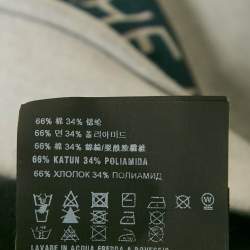 66% 棉 34% 锦纶
66% 면 34% 폴리아미드
66% 棉 34% 錦綸/聚醯胺纖維
66% KATUN 34% POLIAMIDA
66% ХЛОПОК 34% ПОЛИАМИД
W
LAVARE IN ACQUA FREDDA A ROVESCIO